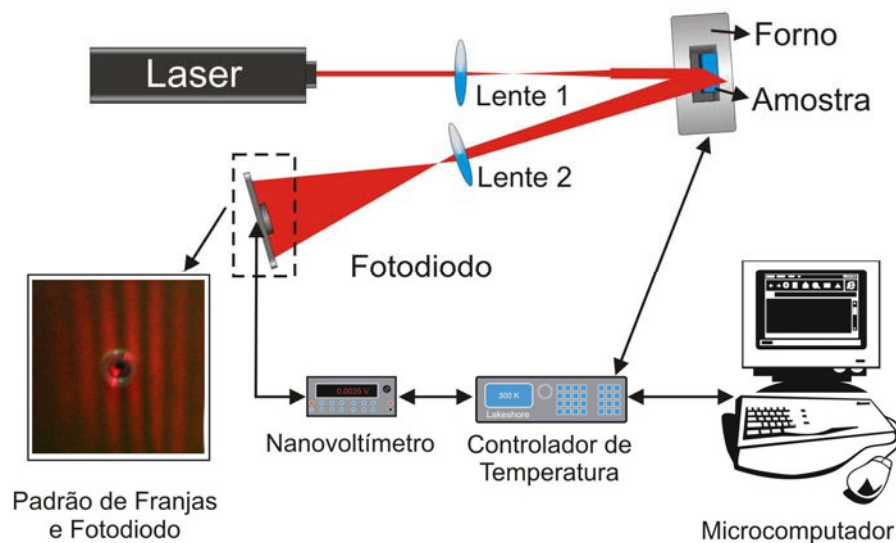 Laser
Lente 1
Forno
Amostra
Lente 2
Fotodiodo
0.0035 V
300 K
Lakeshore
Nanovoltímetro
Controlador de
Temperatura
Padrão de Franjas
e Fotodiodo
Microcomputador